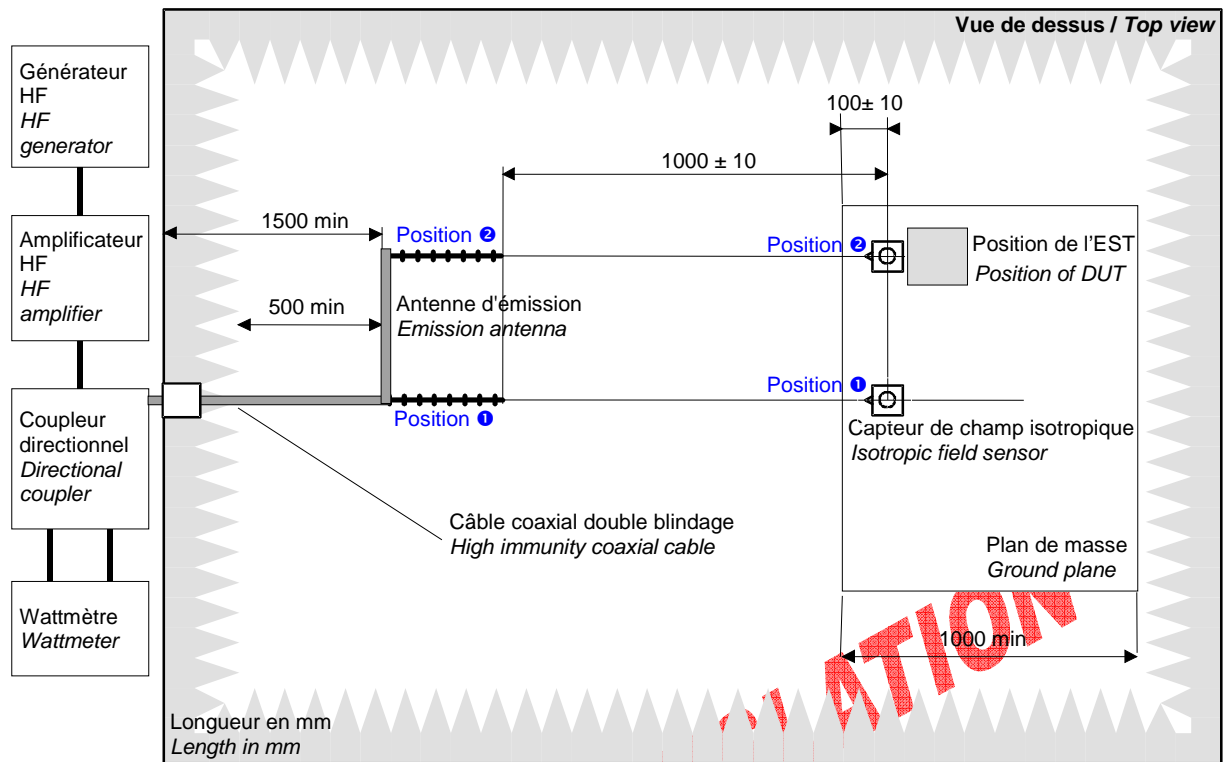 Vue de dessus / Top view
Générateur
HF
HF
generator
Amplificateur
HF
HF
amplifier
Coupleur
directionnel
Directional
coupler
Wattmètre
Wattmeter
100± 10
1000 ± 10
1500 min
Position ❷
Position ❷
Position de l'EST
Position of DUT
500 min
Antenne d'émission
Emission antenna
Position ❶
Position ❶
Capteur de champ isotropique
Isotropic field sensor
Câble coaxial double blindage
High immunity coaxial cable
Plan de masse
Ground plane
1000 min
Longueur en mm
Length in mm